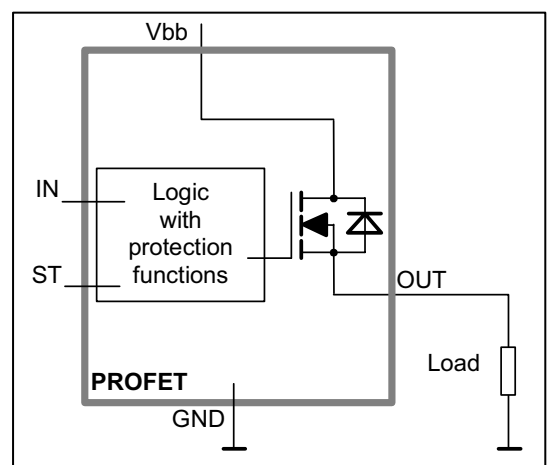 Vbb
IN
Logic
with
protection
functions
ST
OUT
Load
PROFET
GND